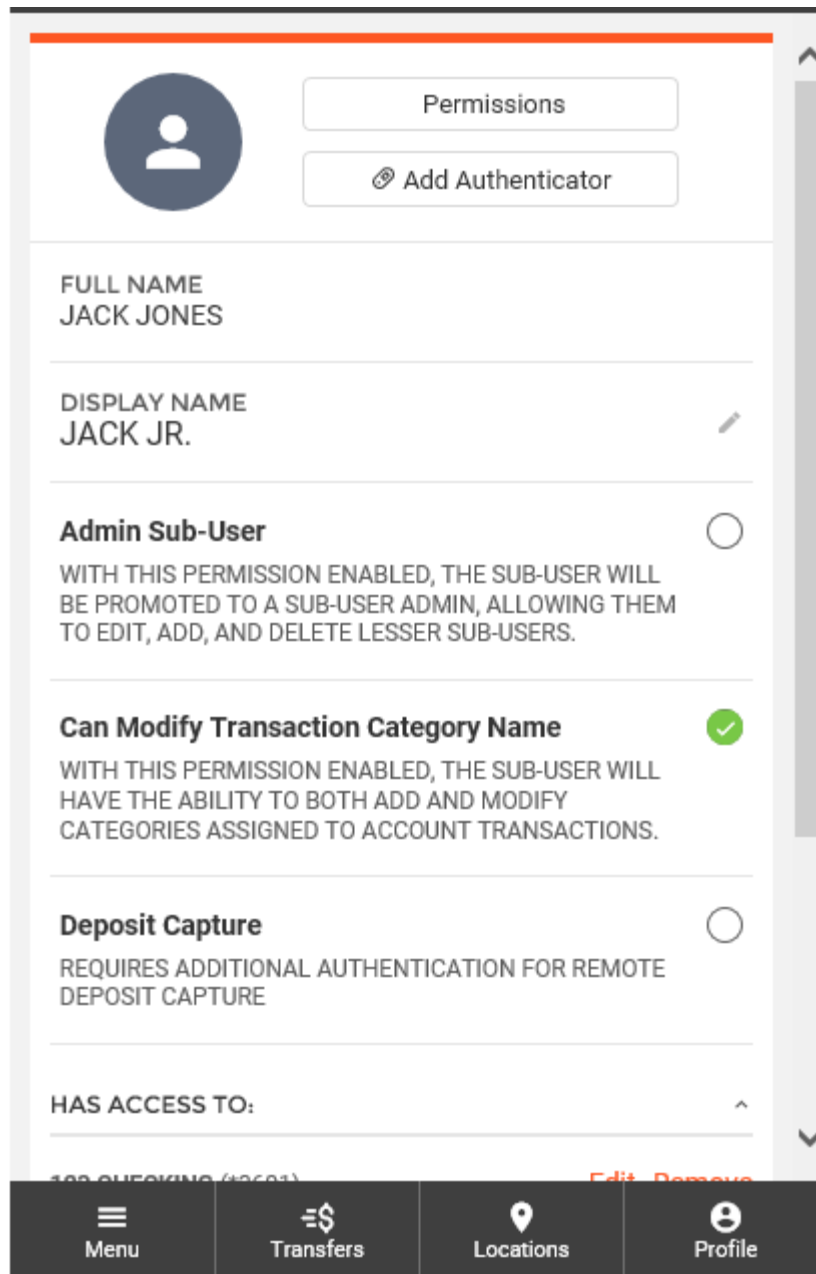 Permissions
Add Authenticator
FULL NAME
JACK JONES
DISPLAY NAME
JACK JR.
Admin Sub-User
WITH THIS PERMISSION ENABLED, THE SUB-USER WILL
BE PROMOTED TO A SUB-USER ADMIN, ALLOWING THEM
TO EDIT, ADD, AND DELETE LESSER SUB-USERS.
Can Modify Transaction Category Name
WITH THIS PERMISSION ENABLED, THE SUB-USER WILL
HAVE THE ABILITY TO BOTH ADD AND MODIFY
CATEGORIES ASSIGNED TO ACCOUNT TRANSACTIONS.
Deposit Capture
REQUIRES ADDITIONAL AUTHENTICATION FOR REMOTE
DEPOSIT CAPTURE
HAS ACCESS TO:
CHECKING Edit Remove
Menu Transfers Locations Profile